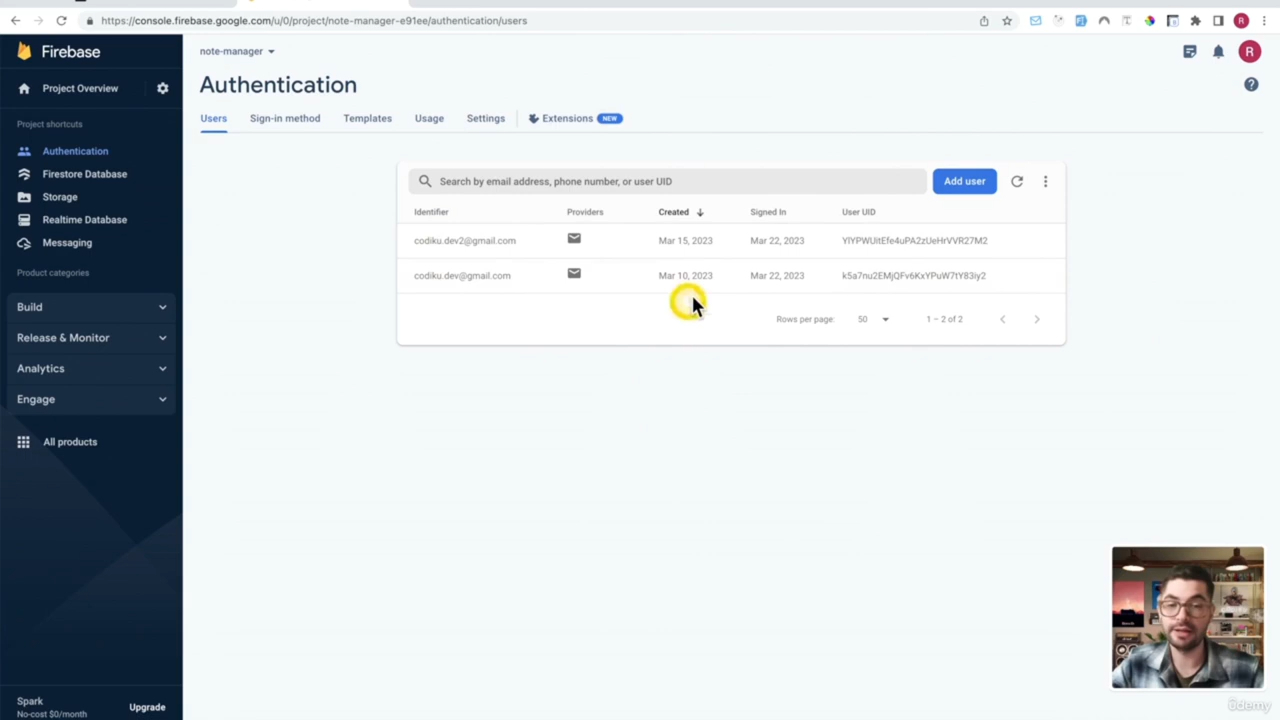 https://console.firebase.google.com/u/0/project/note-manager-e91ee/authentication/users
R
Firebase
note-manager
R
Project Overview
Authentication
Users Sign-in method Templates Usage Settings Extensions NEW
Project shortcuts
Authentication
Firestore Database
Storage
Realtime Database
Messaging
Product categories
Build
Release & Monitor
Analytics
Engage
All products
Spark
No-cost $0/month
Upgrade
Search by email address, phone number, or user UID
Add user
Identifier Providers Created Signed In User UID
codiku.dev2@gmail.com Mar 15, 2023 Mar 22, 2023 YlYPWUitEfe4uPA2zUeHrVVR27M2
codiku.dev@gmail.com Mar 10, 2023 Mar 22, 2023 k5a7nu2EMjQFv6KxYPuW7tY83iy2
Rows per page: 50 1 – 2 of 2
ûdemy